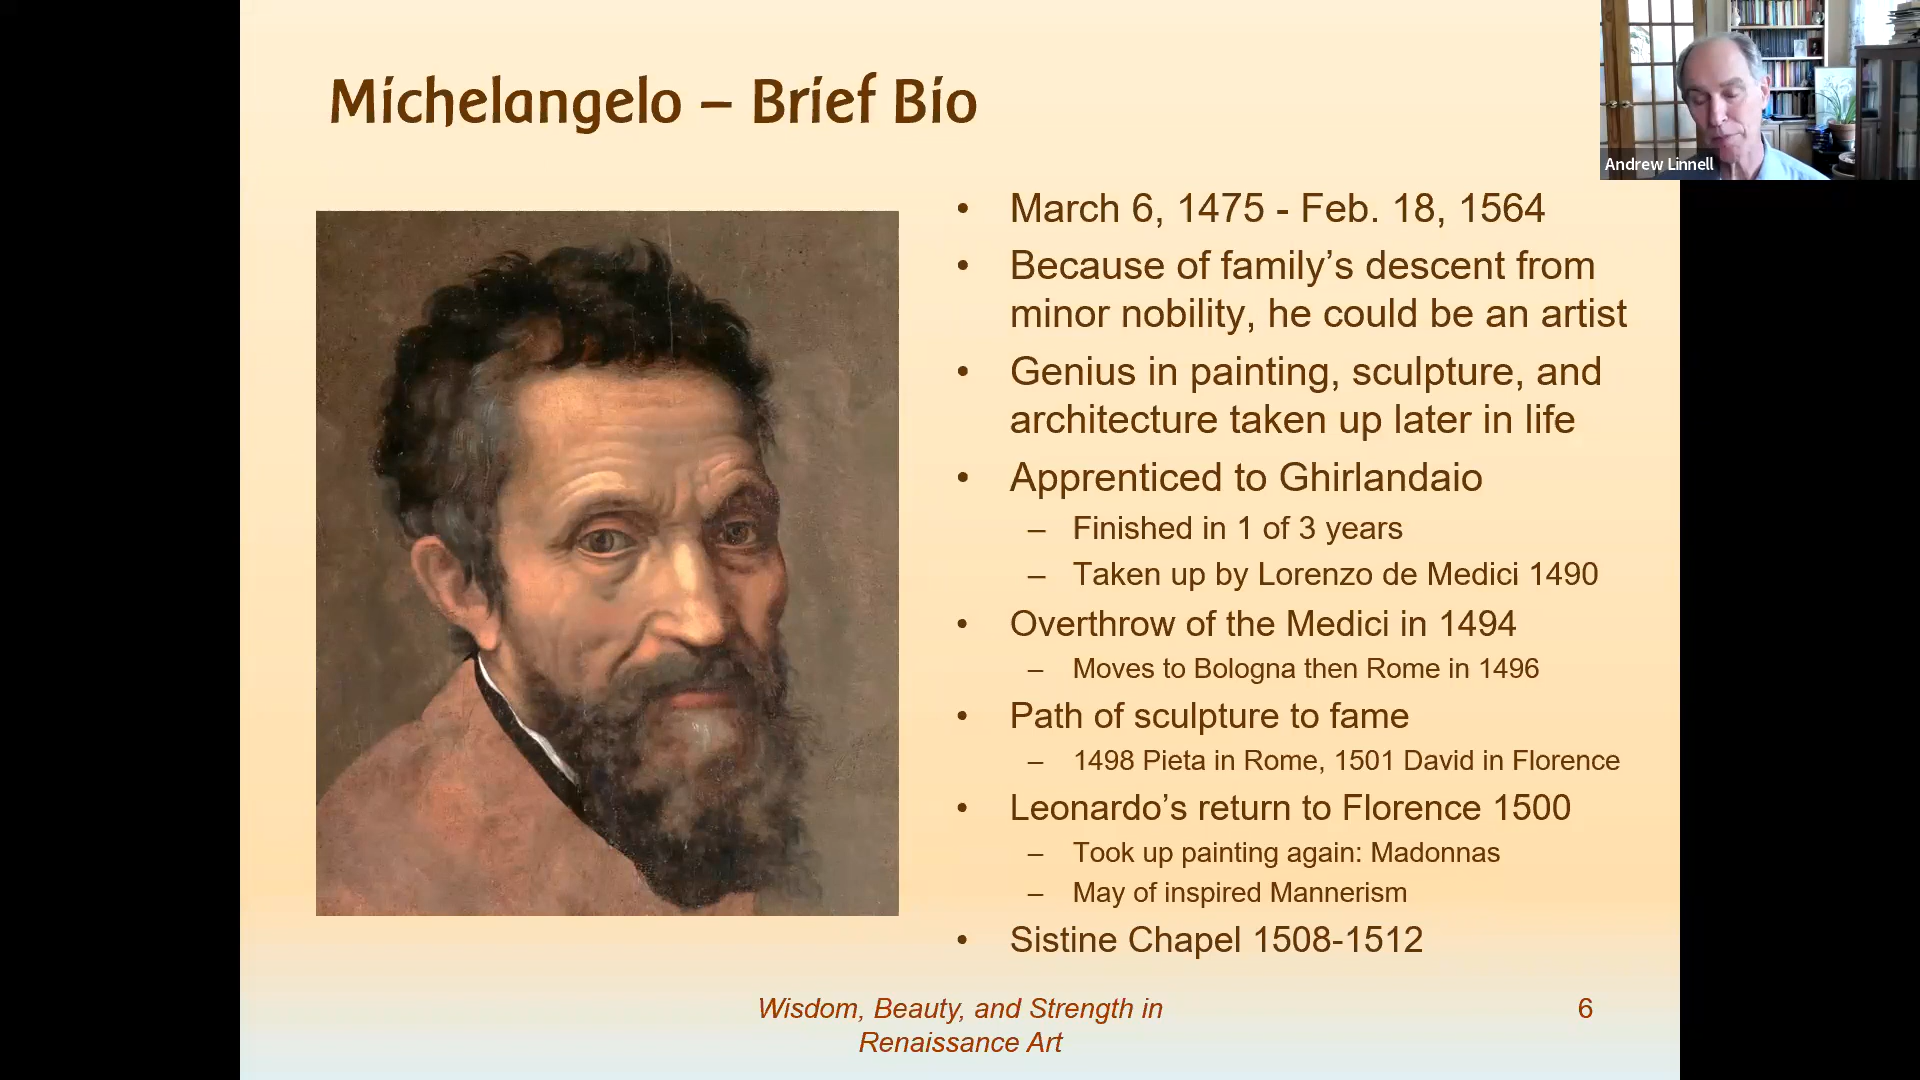 Michelangelo – Brief Bio
Andrew Linnell
• March 6, 1475 - Feb. 18, 1564
• Because of family’s descent from
minor nobility, he could be an artist
• Genius in painting, sculpture, and
architecture taken up later in life
• Apprenticed to Ghirlandaio
– Finished in 1 of 3 years
– Taken up by Lorenzo de Medici 1490
• Overthrow of the Medici in 1494
– Moves to Bologna then Rome in 1496
• Path of sculpture to fame
– 1498 Pieta in Rome, 1501 David in Florence
• Leonardo’s return to Florence 1500
– Took up painting again: Madonnas
– May of inspired Mannerism
• Sistine Chapel 1508-1512
Wisdom, Beauty, and Strength in
Renaissance Art
6